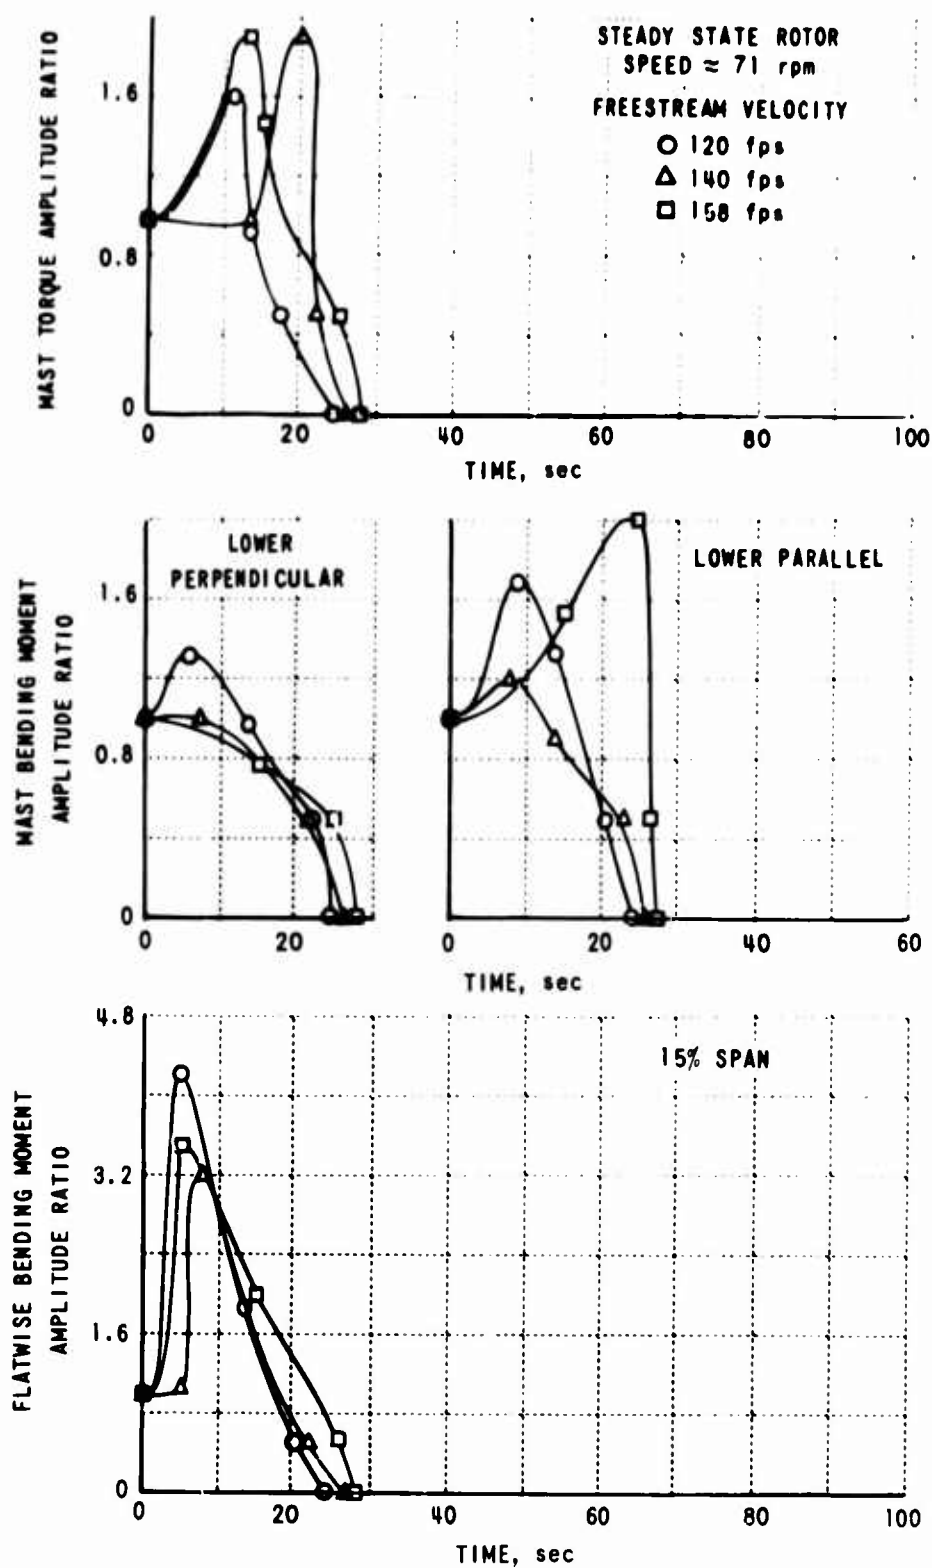 MAST TORQUE AMPLITUDE RATIO
STEADY STATE ROTOR
SPEED ≈ 71 rpm
FREESTREAM VELOCITY
120 fps
140 fps
158 fps
1.6
0.8
0
0 20 40 60 80 100
TIME, sec
MAST BENDING MOMENT
AMPLITUDE RATIO
LOWER
PERPENDICULAR
LOWER PARALLEL
1.6
0.8
0
0 20
0 20 40 60
TIME, sec
FLATWISE BENDING MOMENT
AMPLITUDE RATIO
15% SPAN
4.8
3.2
1.6
0
0 20 40 60 80 100
TIME, sec